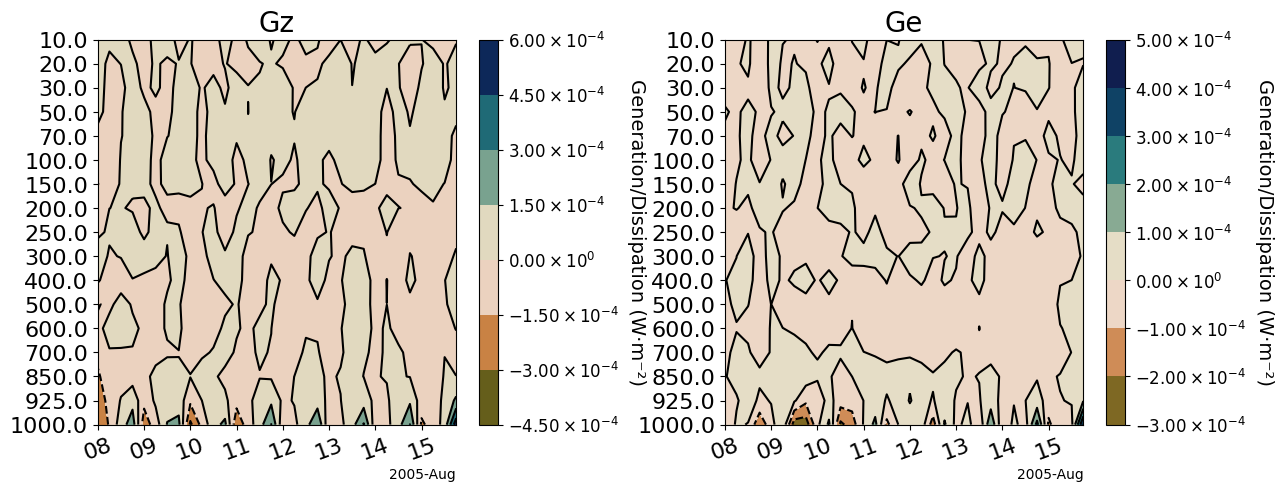 Gz
10.0
20.0
30.0
50.0
70.0
100.0
150.0
200.0
250.0
300.0
400.0
500.0
600.0
700.0
850.0
925.0
1000.0
08 09 10 11 12 13 14 15
2005-Aug
6.00 × 10⁻⁴
4.50 × 10⁻⁴
3.00 × 10⁻⁴
1.50 × 10⁻⁴
0.00 × 10⁰
−1.50 × 10⁻⁴
−3.00 × 10⁻⁴
−4.50 × 10⁻⁴
Generation/Dissipation (W·m⁻²)
Ge
10.0
20.0
30.0
50.0
70.0
100.0
150.0
200.0
250.0
300.0
400.0
500.0
600.0
700.0
850.0
925.0
1000.0
08 09 10 11 12 13 14 15
2005-Aug
5.00 × 10⁻⁴
4.00 × 10⁻⁴
3.00 × 10⁻⁴
2.00 × 10⁻⁴
1.00 × 10⁻⁴
0.00 × 10⁰
−1.00 × 10⁻⁴
−2.00 × 10⁻⁴
−3.00 × 10⁻⁴
Generation/Dissipation (W·m⁻²)